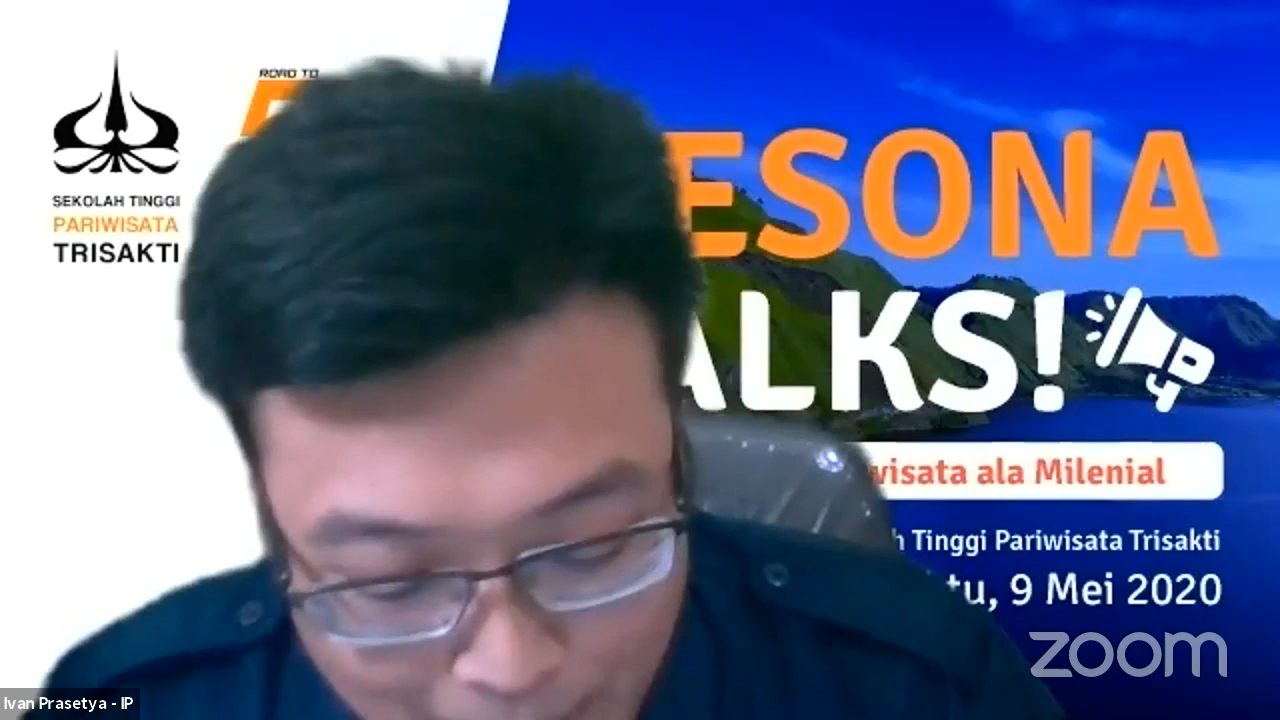 ROAD TO
SEKOLAH TINGGI
PARIWISATA
TRISAKTI
ESONA
ALKS!
wisata ala Milenial
h Tinggi Pariwisata Trisakti
tu, 9 Mei 2020
zoom
Ivan Prasetya - IP